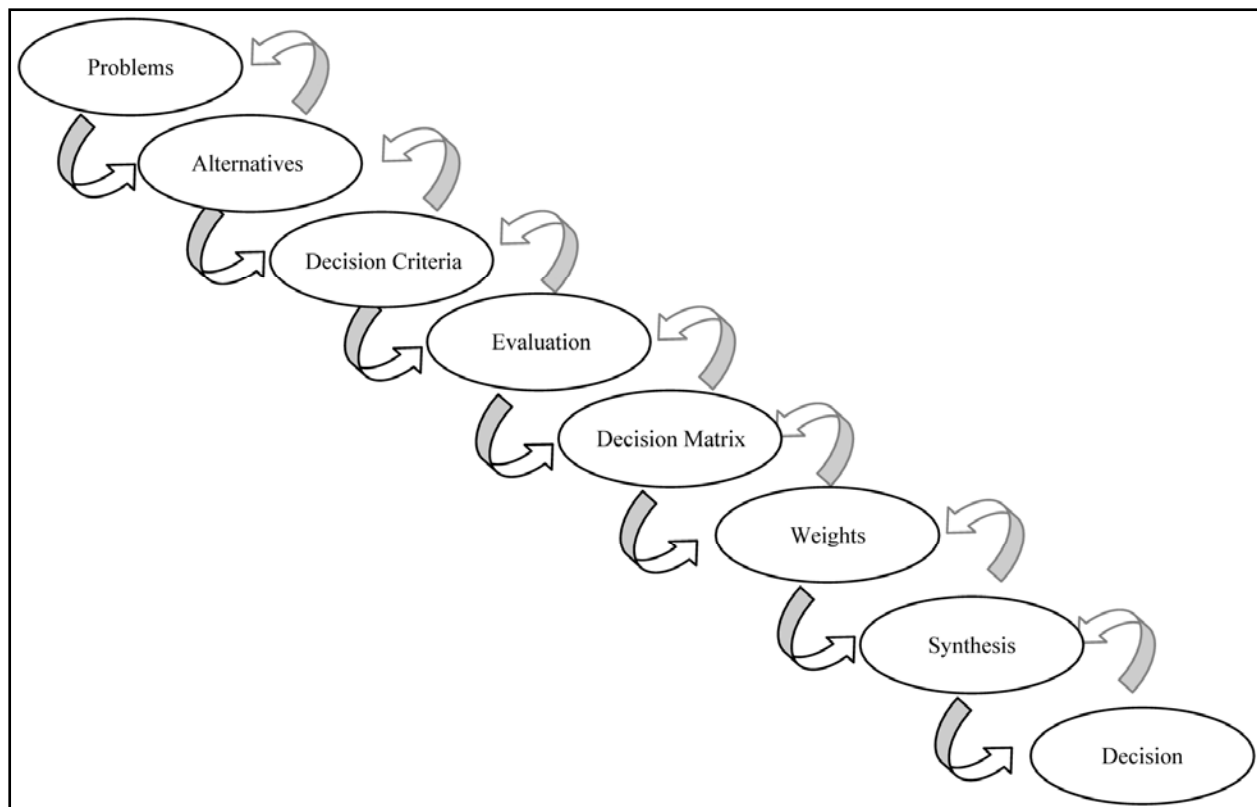 Problems
Alternatives
Decision Criteria
Evaluation
Decision Matrix
Weights
Synthesis
Decision